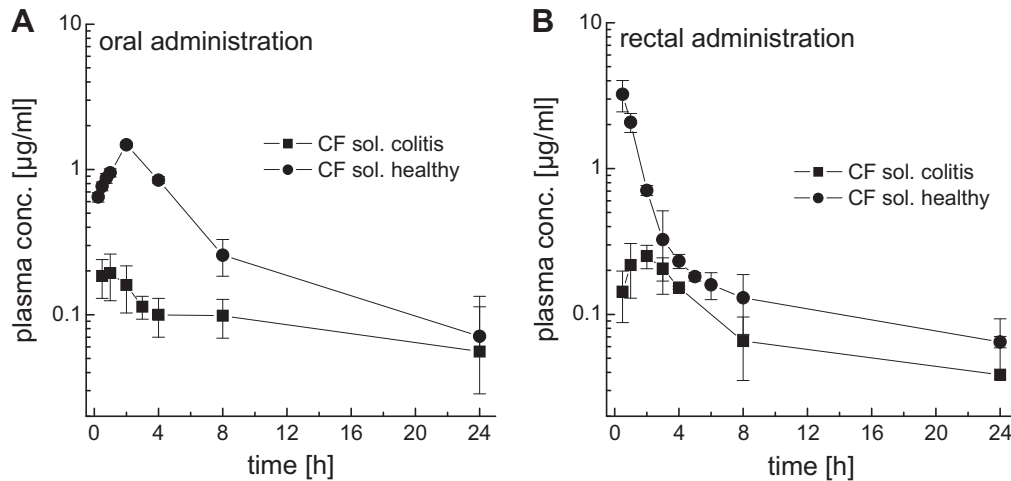 A
oral administration
plasma conc. [µg/ml]
10
1
0.1
CF sol. colitis
CF sol. healthy
0 4 8 12 16 20 24
time [h]
B
rectal administration
plasma conc. [µg/ml]
10
1
0.1
CF sol. colitis
CF sol. healthy
0 4 8 12 16 20 24
time [h]